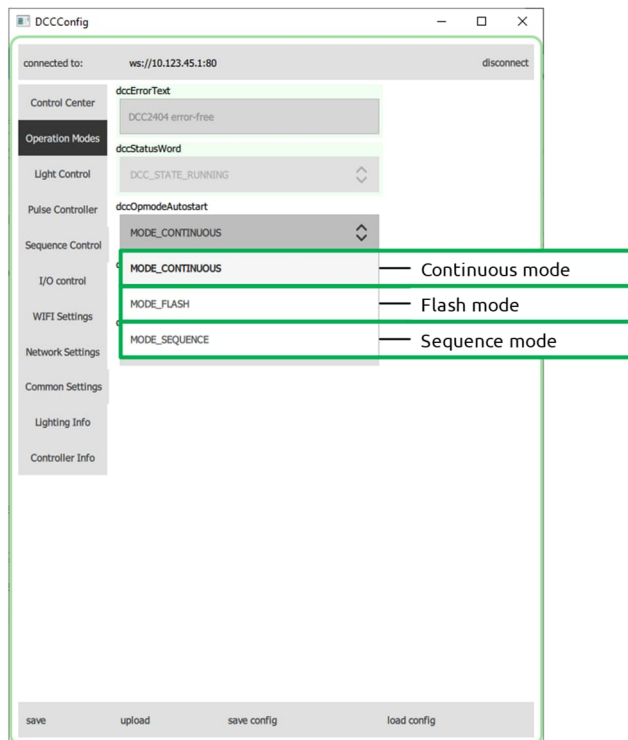 DCCConfig
connected to: ws://10.123.45.1:80 disconnect
Control Center
Operation Modes
Light Control
Pulse Controller
Sequence Control
I/O control
WIFI Settings
Network Settings
Common Settings
Lighting Info
Controller Info
dccErrorText
DCC2404 error-free
dccStatusWord
DCC_STATE_RUNNING
dccOpmodeAutostart
MODE_CONTINUOUS
MODE_CONTINUOUS Continuous mode
MODE_FLASH Flash mode
MODE_SEQUENCE Sequence mode
save upload save config load config